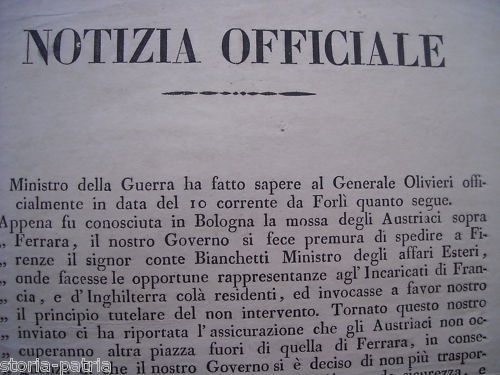 NOTIZIA OFFICIALE
Ministro della Guerra ha fatto sapere al Generale Olivieri offi-
cialmente in data del 10 corrente da Forlì quanto segue.
Appena fu conosciuta in Bologna la mossa degli Austriaci sopra
„ Ferrara, il nostro Governo si fece premura di spedire a Fi-
„ renze il signor conte Bianchetti Ministro degli affari Esteri,
„ onde facesse le opportune rappresentanze agl'Incaricati di Fran-
„ cia, e d'Inghilterra colà residenti, ed invocasse a favor nostro
„ il principio tutelare del non intervento. Tornato questo nostro
„ inviato ci ha riportata l'assicurazione che gli Austriaci non oc-
„ cuperanno altra piazza fuori di quella di Ferrara, in conse-
che il nostro Governo si è deciso di non più traspor-
sicurezza, e
storia-patria